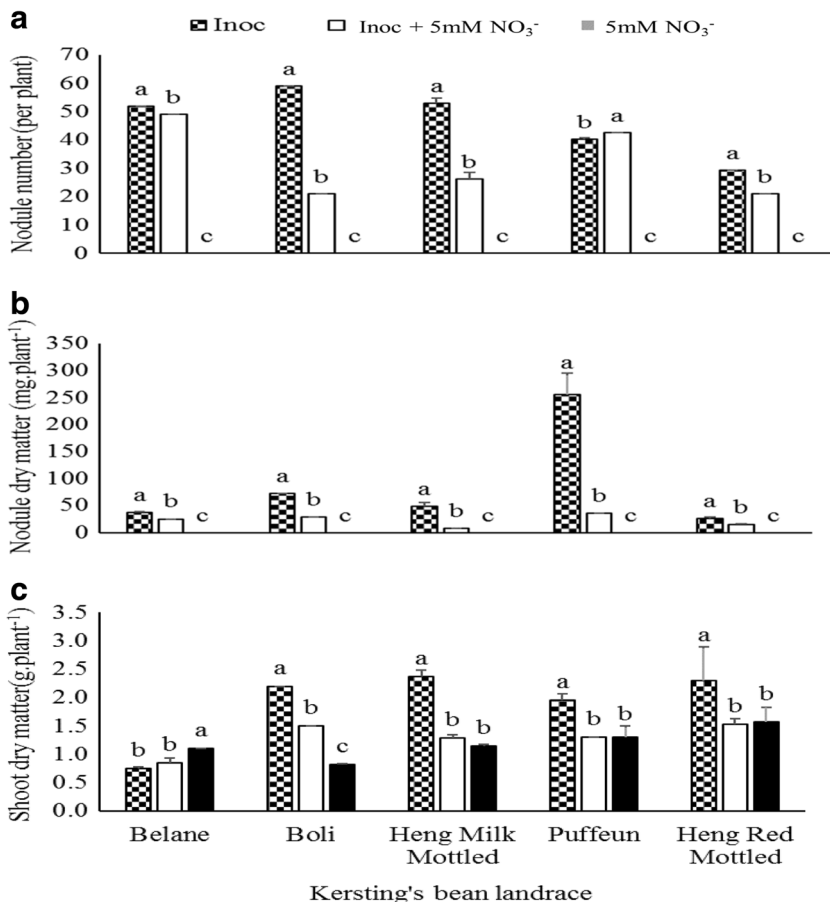 a
Inoc
Inoc + 5mM NO₃⁻
5mM NO₃⁻
Nodule number (per plant)
70
60
50
40
30
20
10
0
a b c
a b c
a b c
b a c
a b c
b
Nodule dry matter (mg.plant⁻¹)
350
300
250
200
150
100
50
0
a b c
a b c
a b c
a b c
a b c
c
Shoot dry matter(g.plant⁻¹)
3.5
3.0
2.5
2.0
1.5
1.0
0.5
0.0
b b a
a b c
a b b
a b b
a b b
Belane
Boli
Heng Milk
Mottled
Puffeun
Heng Red
Mottled
Kersting's bean landrace